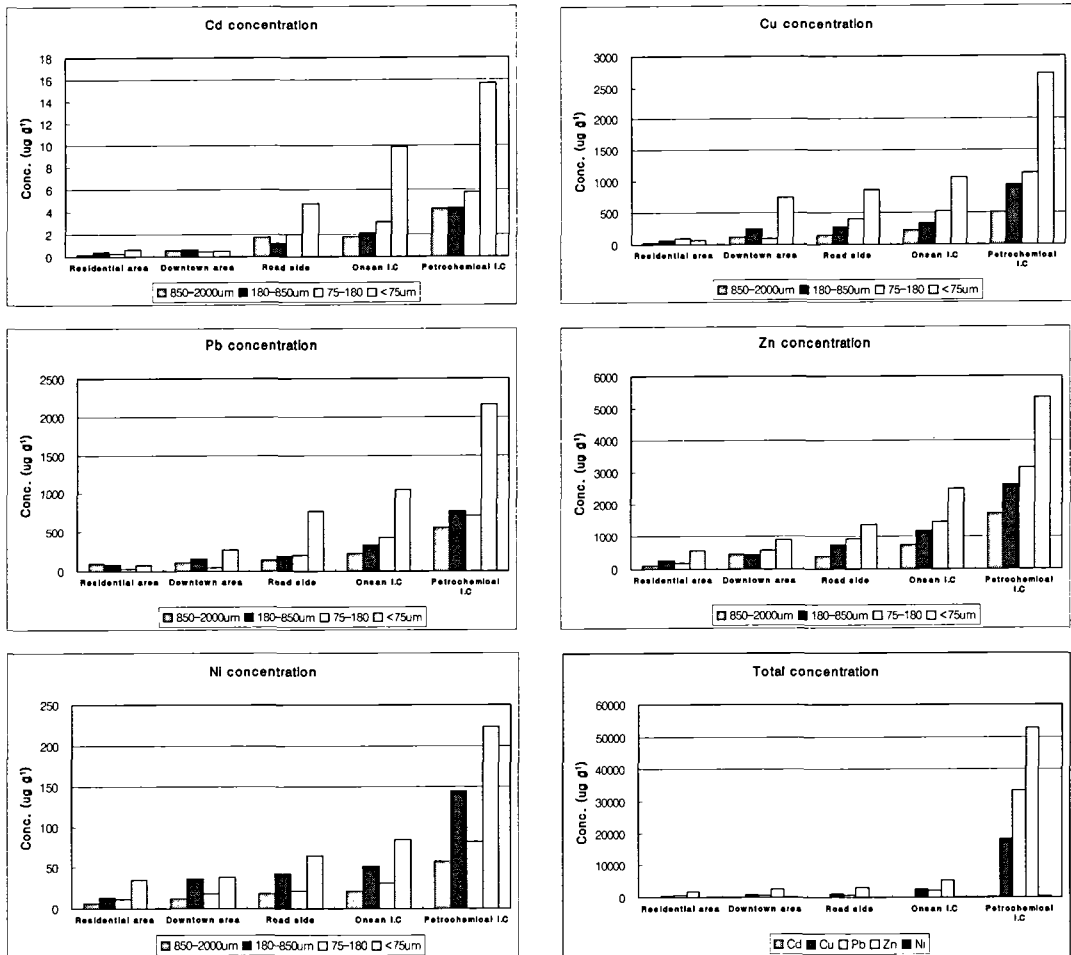 Cd concentration
Conc. (ug g¹)
18
16
14
12
10
8
6
4
2
0
Residential area Downtown area Road side Onsan I.C Petrochemical I.C
850-2000um 180-850um 75-180 <75um
Cu concentration
Conc. (ug g¹)
3000
2500
2000
1500
1000
500
0
Residential area Downtown area Road side Onsan I.C Petrochemical
I.C
850-2000um 180-850um 75-180 <75um
Pb concentration
Conc. (ug g¹)
2500
2000
1500
1000
500
0
Residential area Downtown area Road side Onsan I.C Petrochemical
I.C
850-2000um 180-850um 75-180 <75um
Zn concentration
Conc. (ug g¹)
6000
5000
4000
3000
2000
1000
0
Residential area Downtown area Road side Onsan I.C Petrochemical
I.C
850-2000um 180-850um 75-180 <75um
Ni concentration
Conc. (ug g¹)
250
200
150
100
50
0
Residential area Downtown area Road side Onsan I.C Petrochemical I.C
850-2000um 180-850um 75-180 <75um
Total concentration
Conc. (ug g¹)
60000
50000
40000
30000
20000
10000
0
Residential area Downtown area Road side Onsan I.C Petrochemical
I.C
Cd Cu Pb Zn Ni